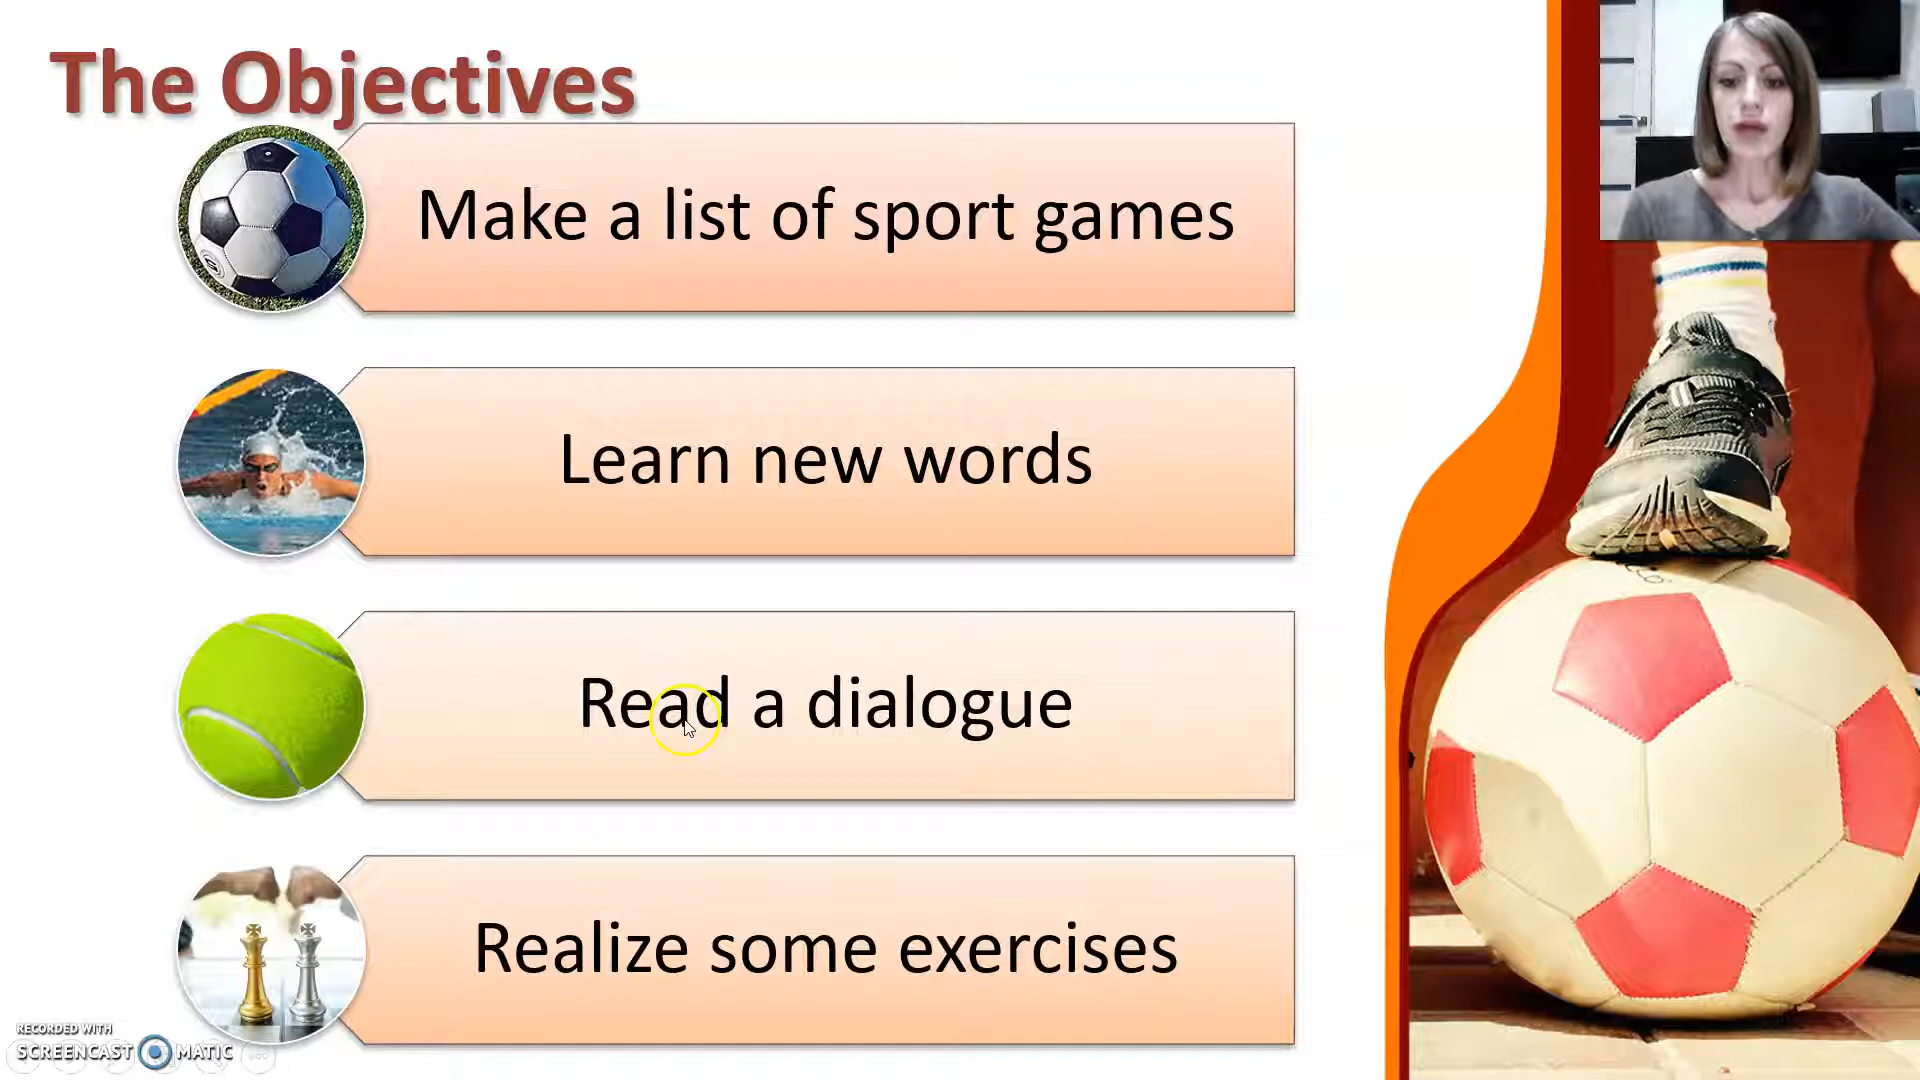 The Objectives
Make a list of sport games
Learn new words
Read a dialogue
Realize some exercises
RECORDED WITH
SCREENCAST MATIC